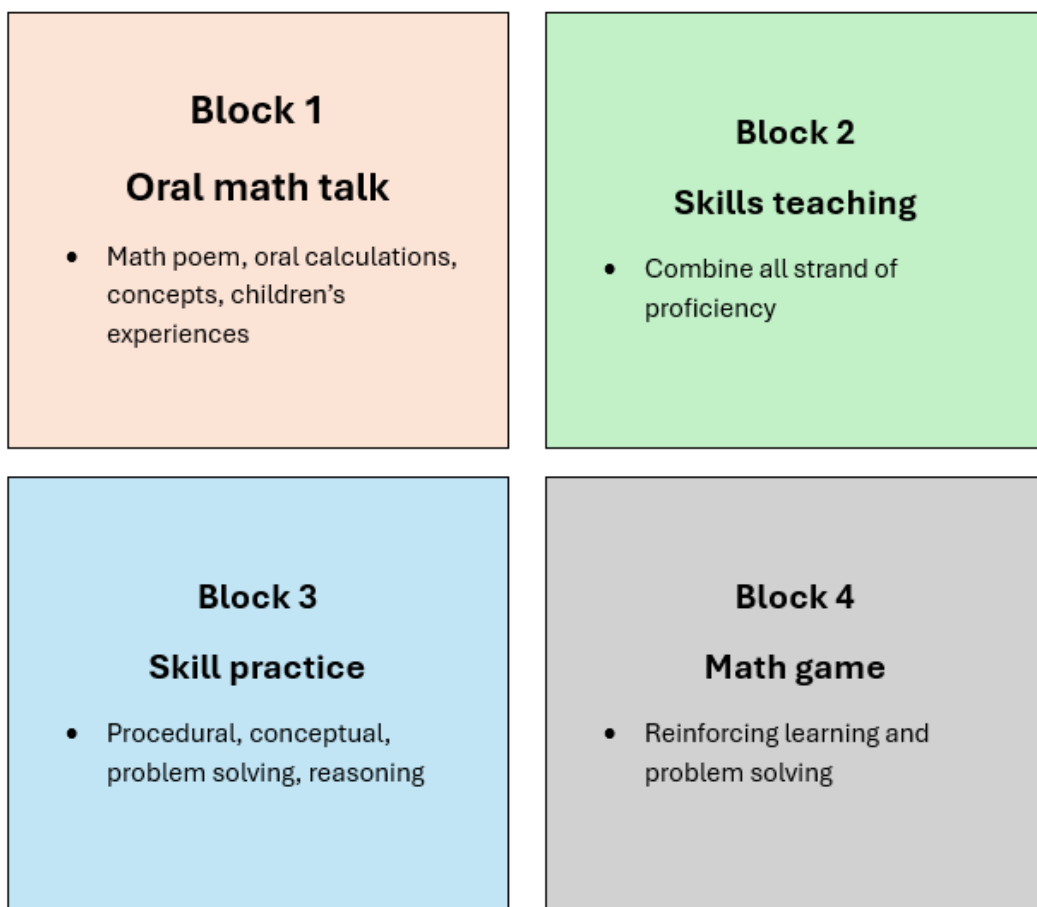 Block 1
Oral math talk
• Math poem, oral calculations,
concepts, children’s
experiences
Block 2
Skills teaching
• Combine all strand of
proficiency
Block 3
Skill practice
• Procedural, conceptual,
problem solving, reasoning
Block 4
Math game
• Reinforcing learning and
problem solving